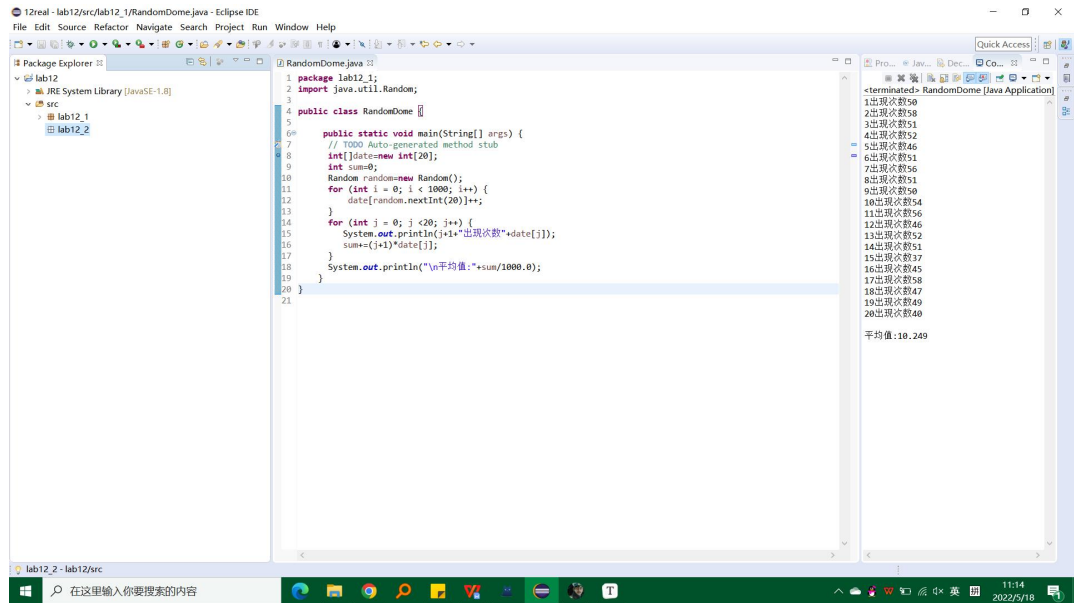 12real - lab12/src/lab12_1/RandomDome.java - Eclipse IDE
File Edit Source Refactor Navigate Search Project Run Window Help
Quick Access
Package Explorer
lab12
JRE System Library [JavaSE-1.8]
src
lab12_1
lab12_2
RandomDome.java
1 package lab12_1;
2 import java.util.Random;
3
4 public class RandomDome {
5
6 public static void main(String[] args) {
7 // TODO Auto-generated method stub
8 int[]date=new int[20];
9 int sum=0;
10 Random random=new Random();
11 for (int i = 0; i < 1000; i++) {
12 date[random.nextInt(20)]++;
13 }
14 for (int j = 0; j <20; j++) {
15 System.out.println(j+1+"出现次数"+date[j]);
16 sum+=(j+1)*date[j];
17 }
18 System.out.println("\n平均值:"+sum/1000.0);
19 }
20 }
21
Pro... Jav... Dec... Co...
<terminated> RandomDome [Java Application]
1出现次数50
2出现次数58
3出现次数51
4出现次数52
5出现次数46
6出现次数51
7出现次数56
8出现次数51
9出现次数50
10出现次数54
11出现次数56
12出现次数46
13出现次数52
14出现次数51
15出现次数37
16出现次数45
17出现次数58
18出现次数47
19出现次数49
20出现次数40
平均值:10.249
lab12_2 - lab12/src
在这里输入你要搜索的内容
T
英
拼
11:14
2022/5/18